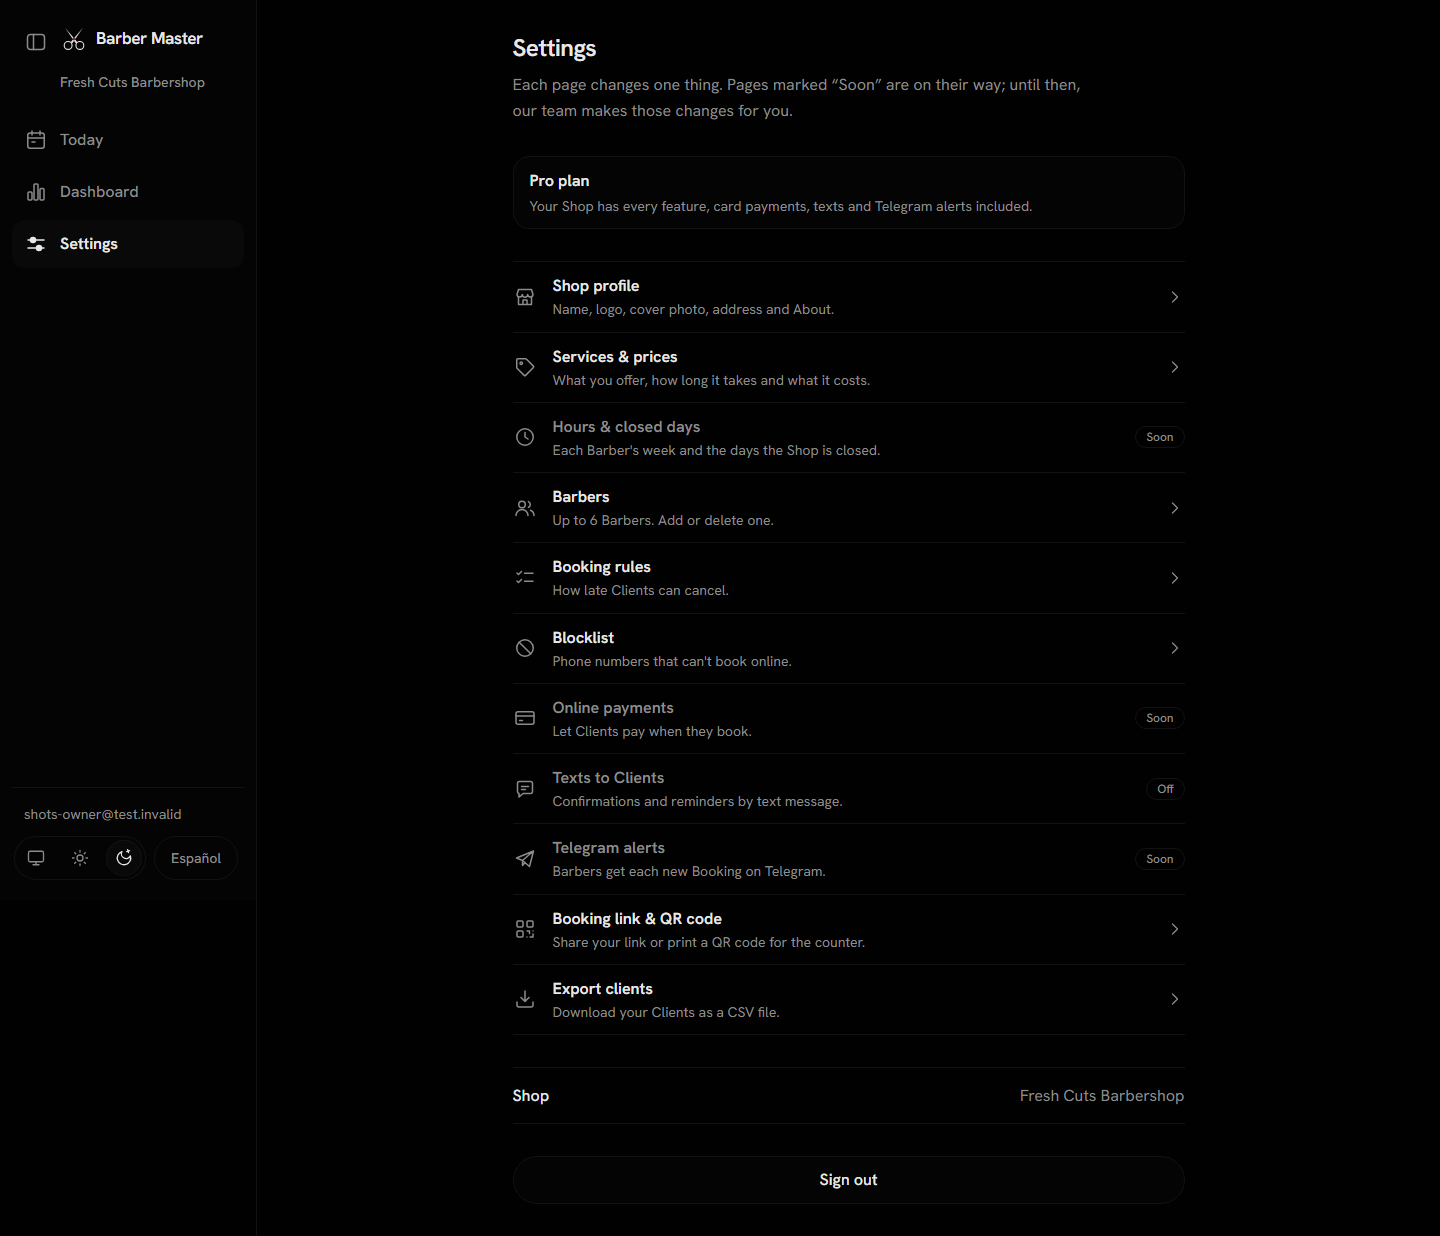 Barber Master
Fresh Cuts Barbershop
Today
Dashboard
Settings
shots-owner@test.invalid
Español
Settings
Each page changes one thing. Pages marked “Soon” are on their way; until then,
our team makes those changes for you.
Pro plan
Your Shop has every feature, card payments, texts and Telegram alerts included.
Shop profile
Name, logo, cover photo, address and About.
Services & prices
What you offer, how long it takes and what it costs.
Hours & closed days
Each Barber's week and the days the Shop is closed.
Soon
Barbers
Up to 6 Barbers. Add or delete one.
Booking rules
How late Clients can cancel.
Blocklist
Phone numbers that can't book online.
Online payments
Let Clients pay when they book.
Soon
Texts to Clients
Confirmations and reminders by text message.
Off
Telegram alerts
Barbers get each new Booking on Telegram.
Soon
Booking link & QR code
Share your link or print a QR code for the counter.
Export clients
Download your Clients as a CSV file.
Shop
Fresh Cuts Barbershop
Sign out